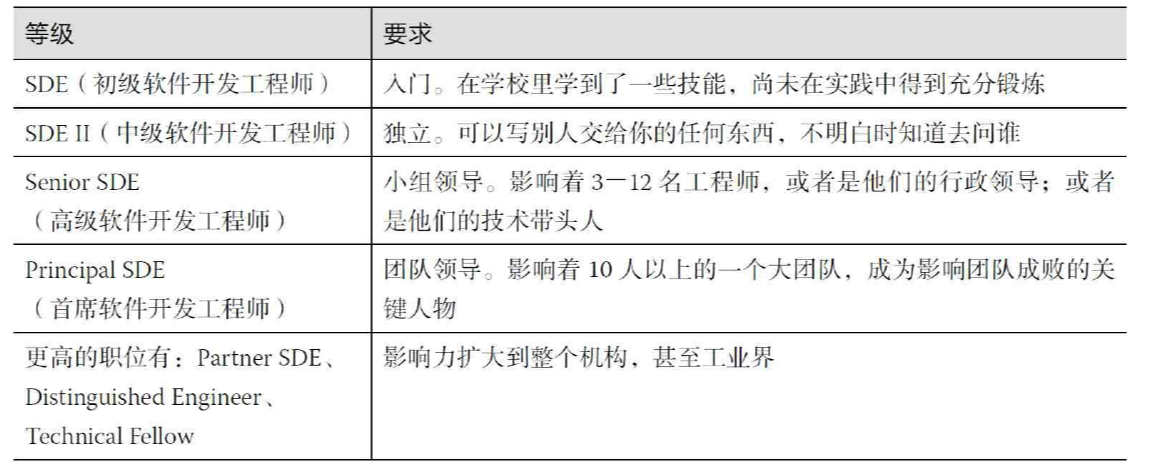 等级 要求
SDE（初级软件开发工程师） 入门。在学校里学到了一些技能，尚未在实践中得到充分锻炼
SDE II（中级软件开发工程师） 独立。可以写别人交给你的任何东西，不明白时知道去问谁
Senior SDE
（高级软件开发工程师）
小组领导。影响着 3—12 名工程师，或者是他们的行政领导；或者
是他们的技术带头人
Principal SDE
（首席软件开发工程师）
团队领导。影响着 10 人以上的一个大团队，成为影响团队成败的关
键人物
更高的职位有：Partner SDE、
Distinguished Engineer、
Technical Fellow
影响力扩大到整个机构，甚至工业界